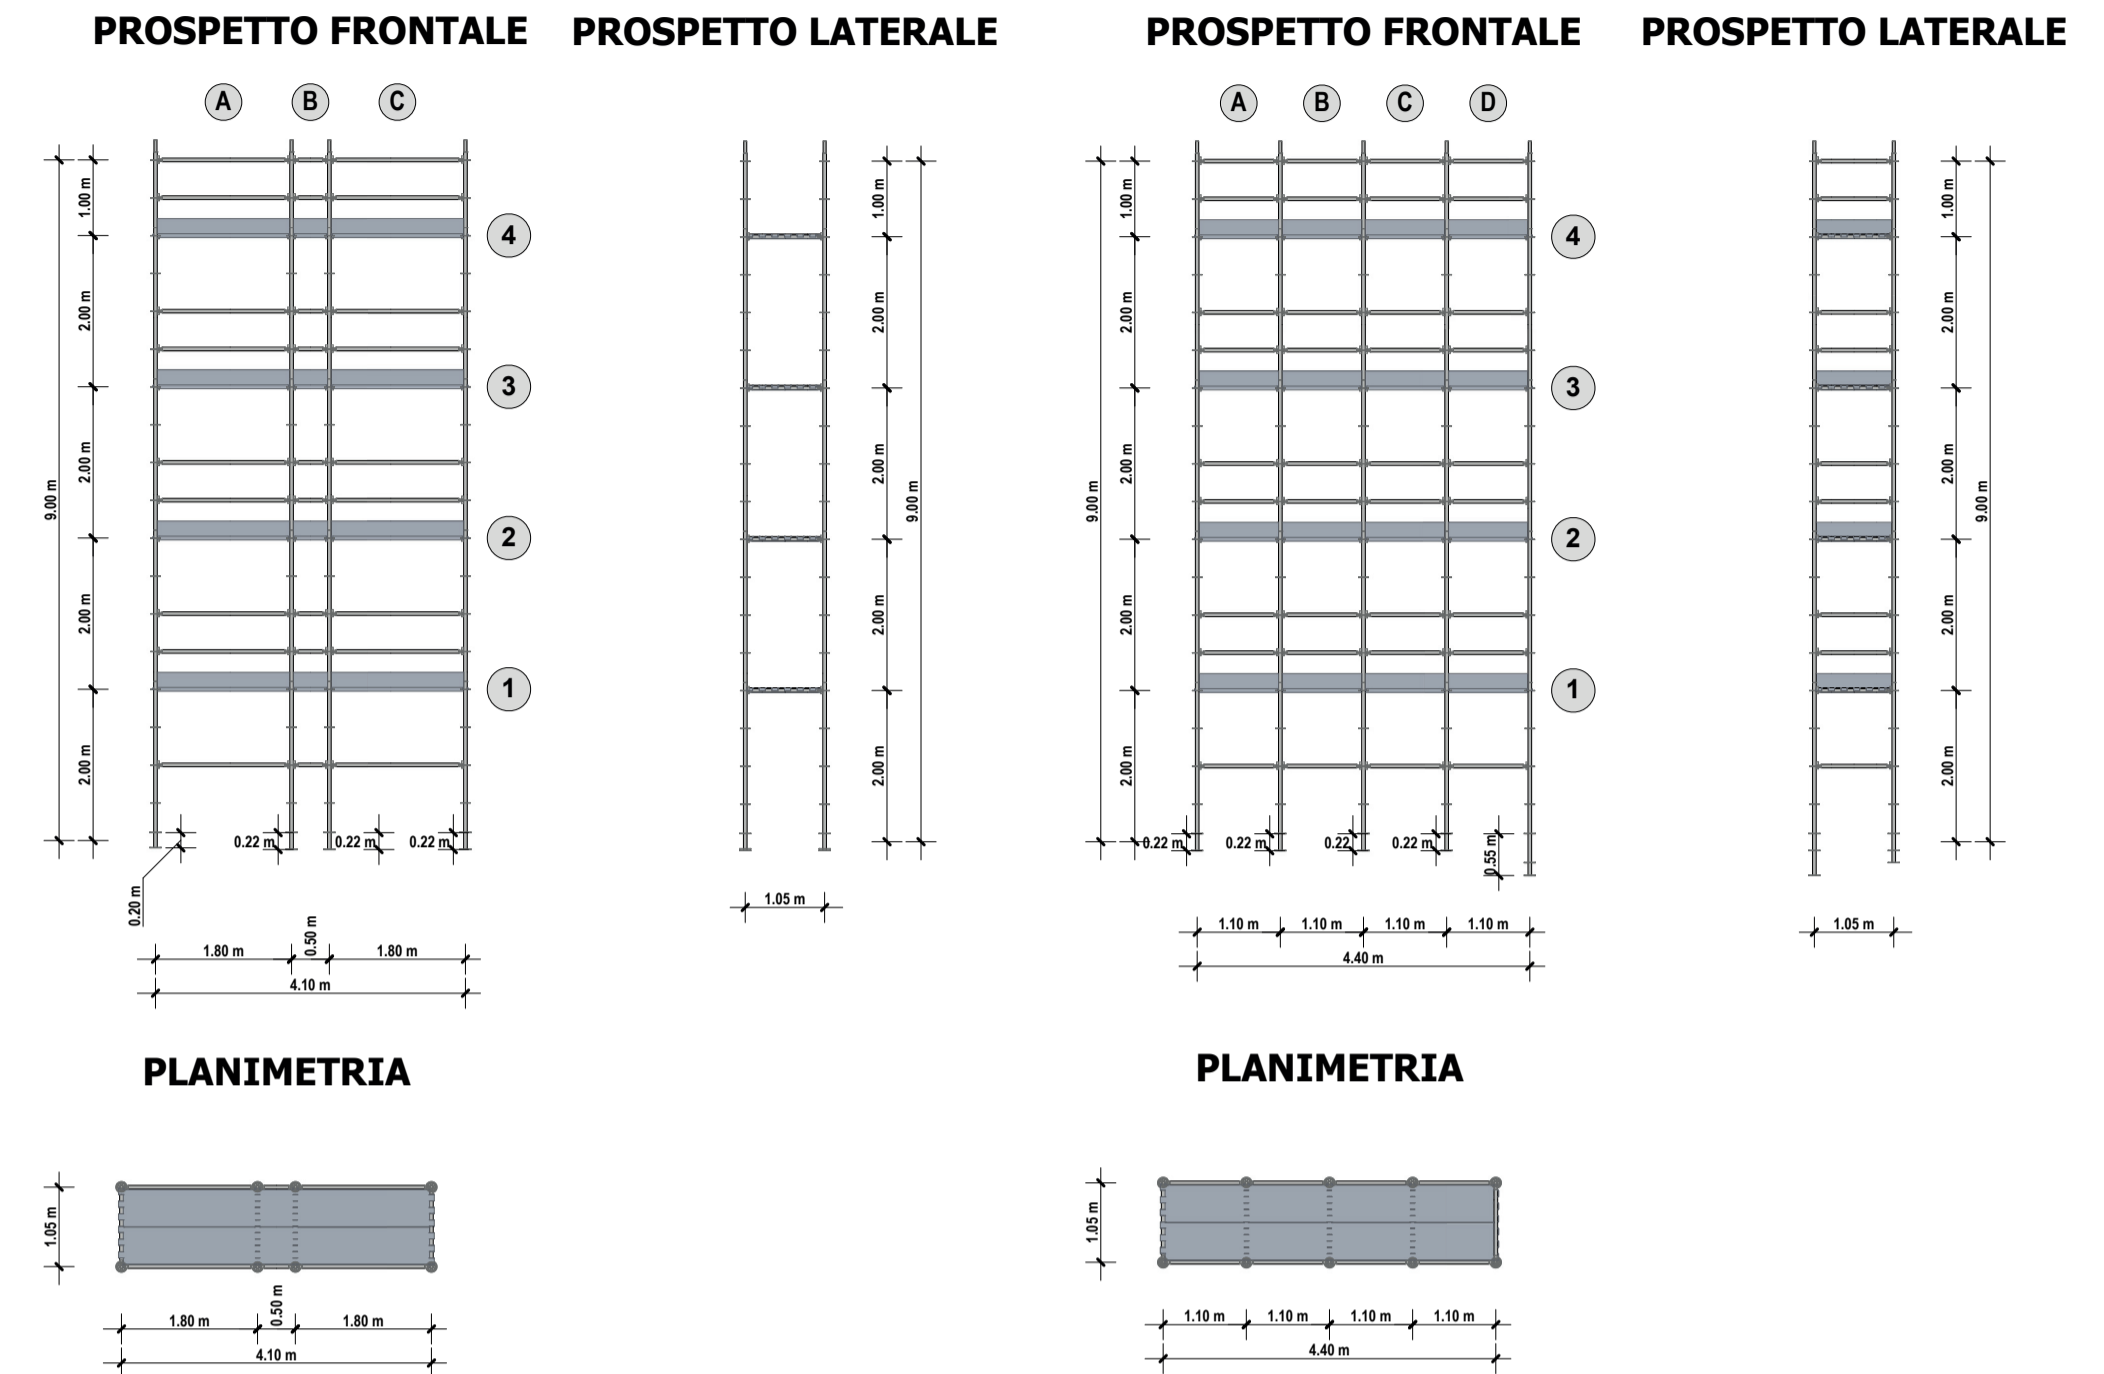 PROSPETTO FRONTALE
PROSPETTO LATERALE
PROSPETTO FRONTALE
PROSPETTO LATERALE
A
B
C
A
B
C
D
1.00 m
1.00 m
1.00 m
1.00 m
4
4
2.00 m
2.00 m
2.00 m
2.00 m
3
3
2.00 m
2.00 m
2.00 m
2.00 m
9.00 m
9.00 m
9.00 m
9.00 m
2
2
2.00 m
2.00 m
2.00 m
2.00 m
1
1
2.00 m
2.00 m
2.00 m
2.00 m
0.22 m
0.22 m
0.22 m
0.22 m
0.22 m
0.22
0.22 m
0.55 m
0.20 m
1.05 m
1.10 m
1.10 m
1.10 m
1.10 m
1.05 m
1.80 m
0.50 m
1.80 m
4.40 m
4.10 m
PLANIMETRIA
PLANIMETRIA
1.05 m
1.05 m
1.80 m
0.50 m
1.80 m
1.10 m
1.10 m
1.10 m
1.10 m
4.10 m
4.40 m